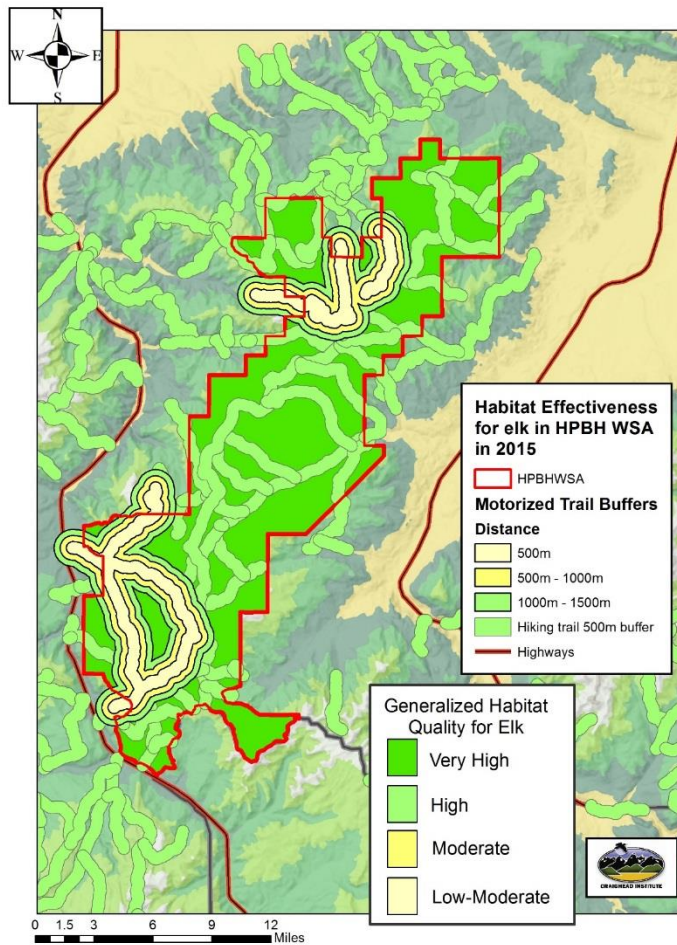 N
W E
S
Habitat Effectiveness
for elk in HPBH WSA
in 2015
HPBHWSA
Motorized Trail Buffers
Distance
500m
500m - 1000m
1000m - 1500m
Hiking trail 500m buffer
Highways
Generalized Habitat
Quality for Elk
Very High
High
Moderate
Low-Moderate
CRAIGHEAD INSTITUTE
0 1.5 3 6 9 12
Miles